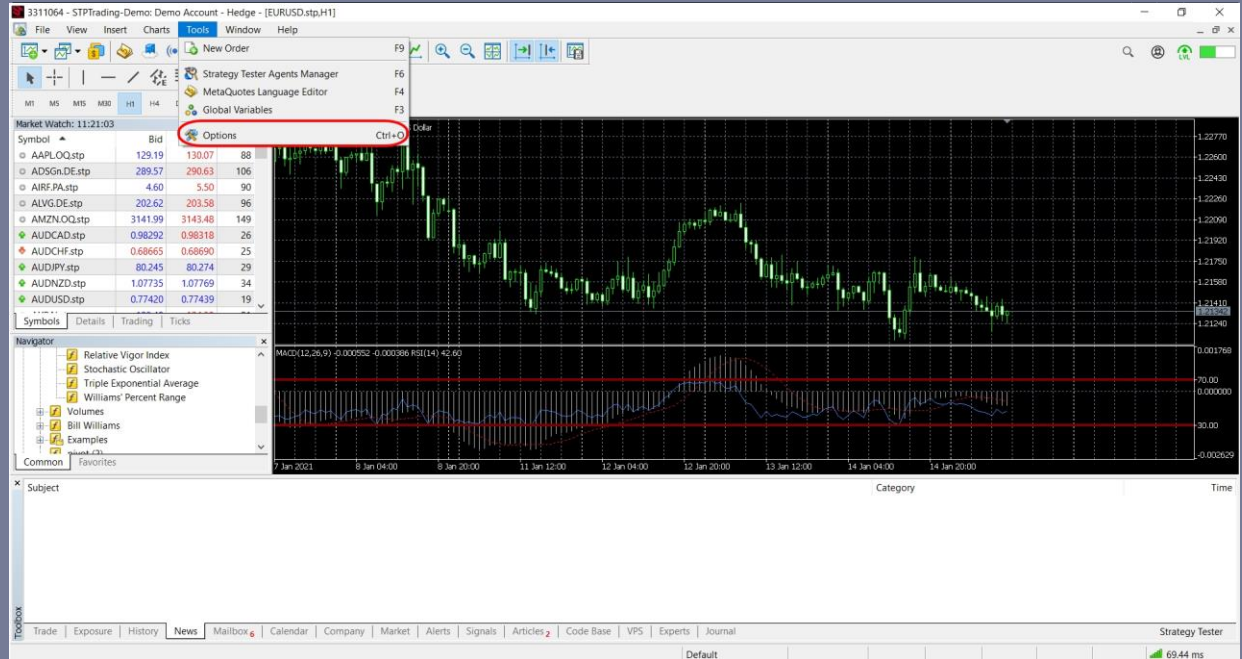 3311064 - STPTrading-Demo: Demo Account - Hedge - [EURUSD.stp,H1]
File View Insert Charts Tools Window Help
New Order F9
Strategy Tester Agents Manager F6
MetaQuotes Language Editor F4
Global Variables F3
Options Ctrl+O
LVL
E
M1 M5 M15 M30 H1 H4
Market Watch: 11:21:03
Symbol Bid
AAPL.OQ.stp 129.19 130.07 88
ADSGn.DE.stp 289.57 290.63 106
AIRF.PA.stp 4.60 5.50 90
ALVG.DE.stp 202.62 203.58 96
AMZN.OQ.stp 3141.99 3143.48 149
AUDCAD.stp 0.98292 0.98318 26
AUDCHF.stp 0.68665 0.68690 25
AUDJPY.stp 80.245 80.274 29
AUDNZD.stp 1.07735 1.07769 34
AUDUSD.stp 0.77420 0.77439 19
Symbols Details Trading Ticks
Dollar
1.22770
1.22600
1.22430
1.22260
1.22090
1.21920
1.21750
1.21580
1.21410
1.21342
1.21240
Navigator
Relative Vigor Index
Stochastic Oscillator
Triple Exponential Average
Williams' Percent Range
Volumes
Bill Williams
Examples
Common Favorites
MACD(12,26,9) -0.000552 -0.000386 RSI(14) 42.60
0.001768
70.00
0.000000
30.00
-0.002629
7 Jan 2021 8 Jan 04:00 8 Jan 20:00 11 Jan 12:00 12 Jan 04:00 12 Jan 20:00 13 Jan 12:00 14 Jan 04:00 14 Jan 20:00
Subject Category Time
Toolbox
Trade Exposure History News Mailbox 6 Calendar Company Market Alerts Signals Articles 2 Code Base VPS Experts Journal Strategy Tester
Default 69.44 ms